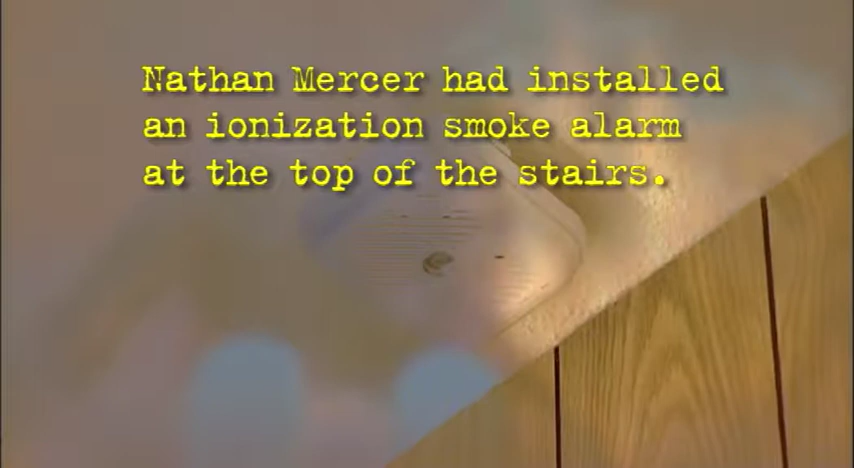 Nathan Mercer had installed
an ionization smoke alarm
at the top of the stairs.